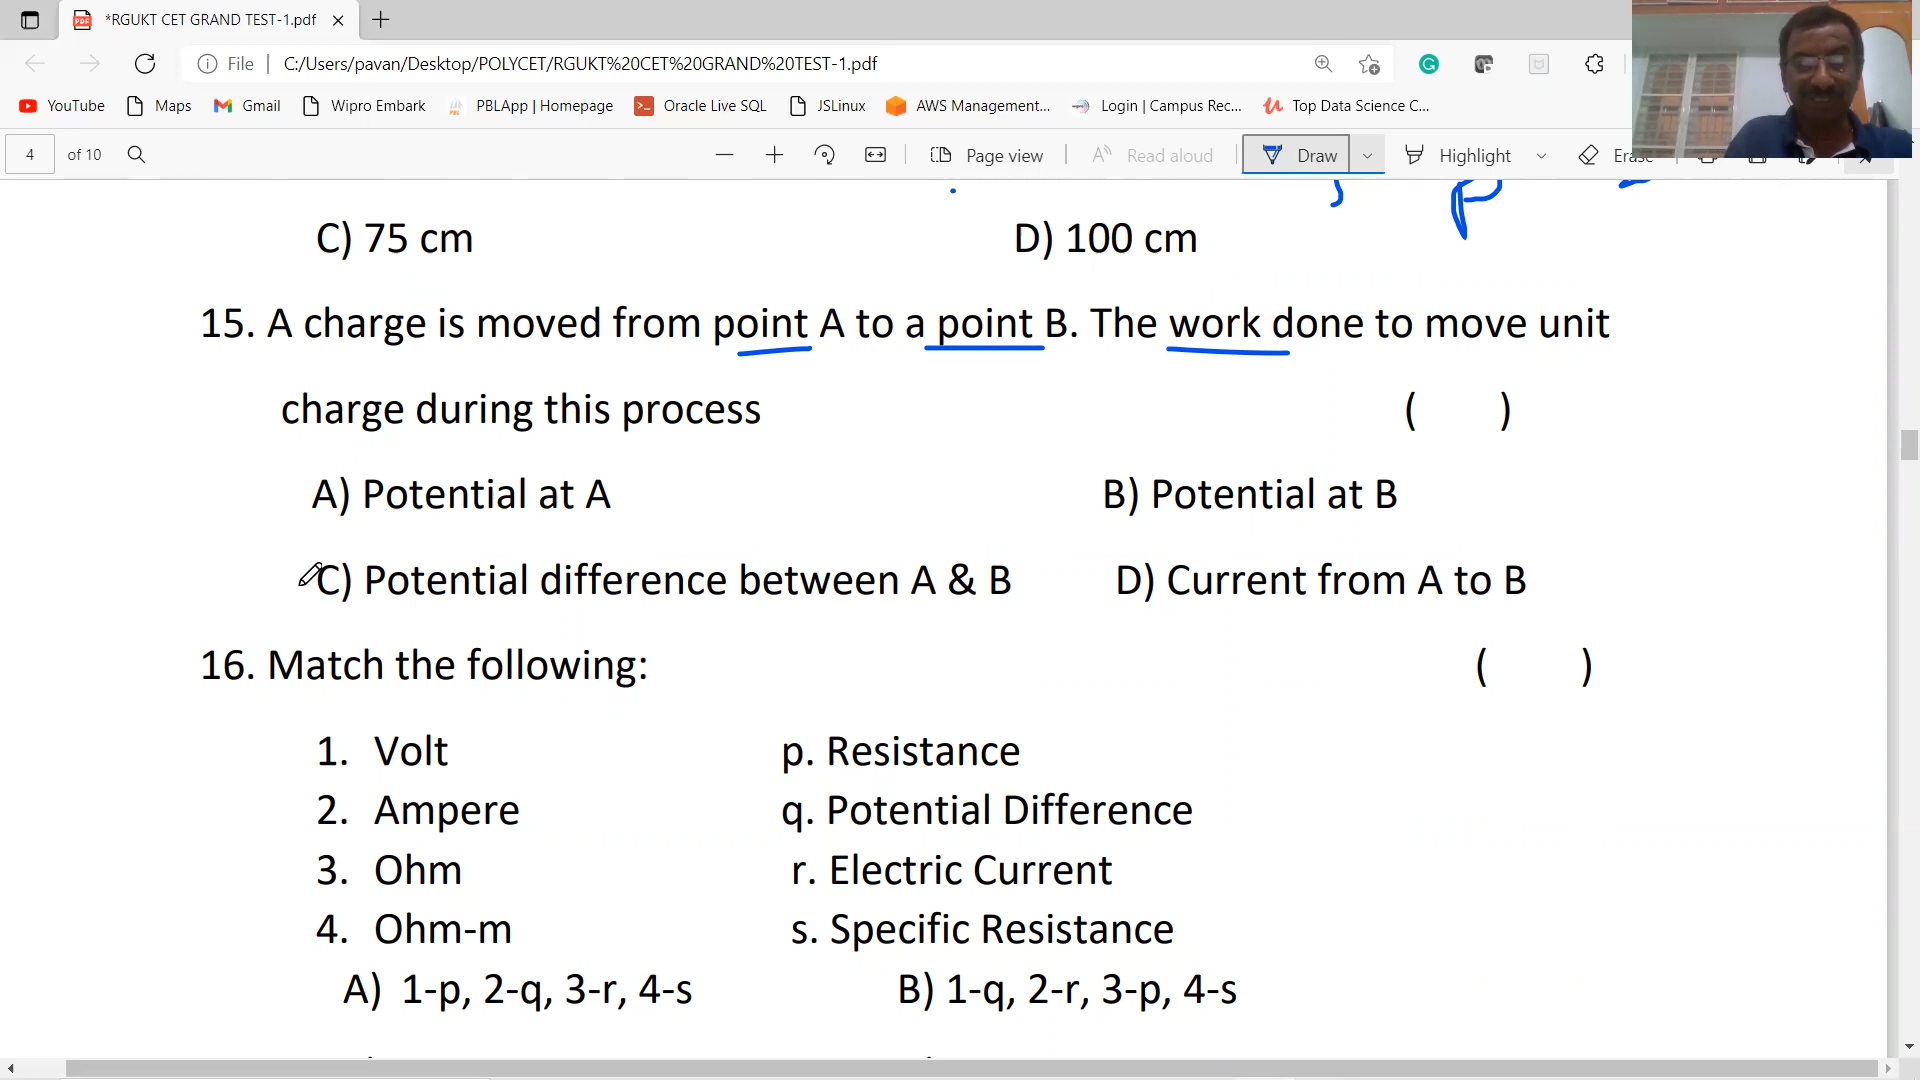 *RGUKT CET GRAND TEST-1.pdf
File
C:/Users/pavan/Desktop/POLYCET/RGUKT%20CET%20GRAND%20TEST-1.pdf
YouTube Maps Gmail Wipro Embark PBLApp | Homepage Oracle Live SQL JSLinux AWS Management... Login | Campus Rec... Top Data Science C...
4 of 10 Page view Read aloud Draw Highlight Erase
C) 75 cm D) 100 cm
15. A charge is moved from point A to a point B. The work done to move unit
charge during this process ( )
A) Potential at A B) Potential at B
C) Potential difference between A & B D) Current from A to B
16. Match the following: ( )
1. Volt p. Resistance
2. Ampere q. Potential Difference
3. Ohm r. Electric Current
4. Ohm-m s. Specific Resistance
A) 1-p, 2-q, 3-r, 4-s B) 1-q, 2-r, 3-p, 4-s